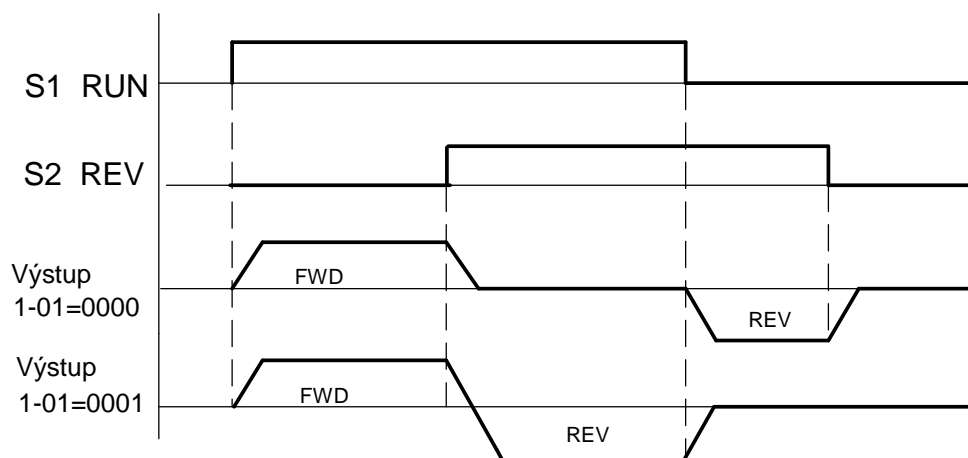 S1 RUN
S2 REV
Výstup
1-01=0000
FWD
REV
Výstup
1-01=0001
FWD
REV